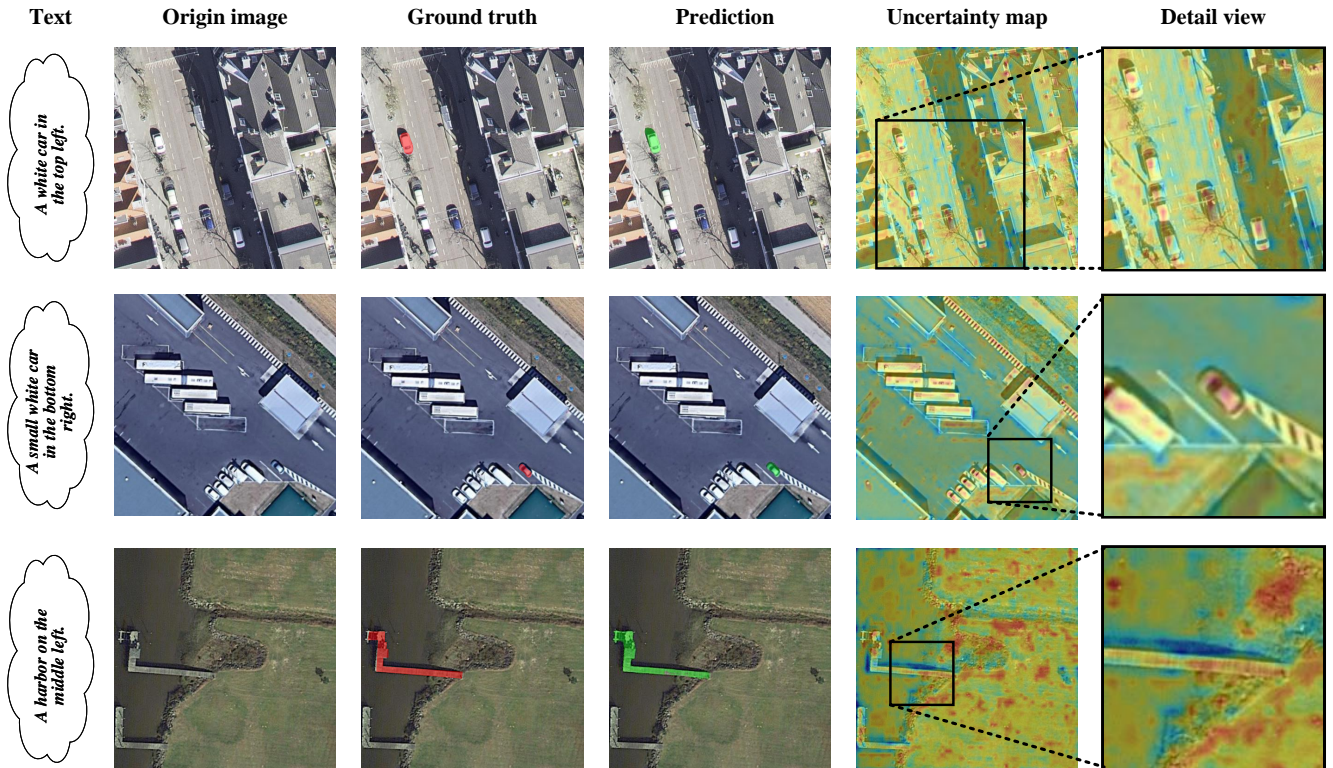 Text Origin image Ground truth Prediction Uncertainty map Detail view
A white car in
the top left.
A small white car
in the bottom
right.
A harbor on the
middle left.